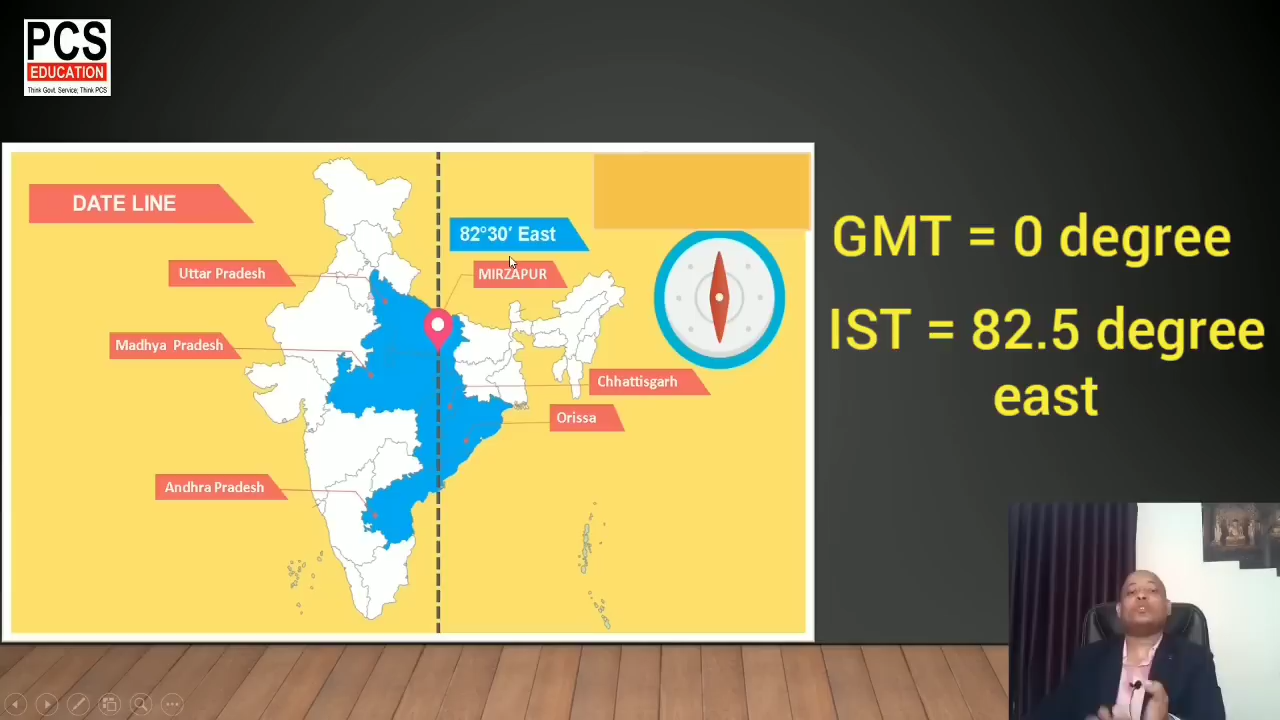 PCS
EDUCATION
Think Govt. Service; Think PCS
DATE LINE
82°30′ East
MIRZAPUR
Uttar Pradesh
Madhya Pradesh
Chhattisgarh
Orissa
Andhra Pradesh
GMT = 0 degree
IST = 82.5 degree
east